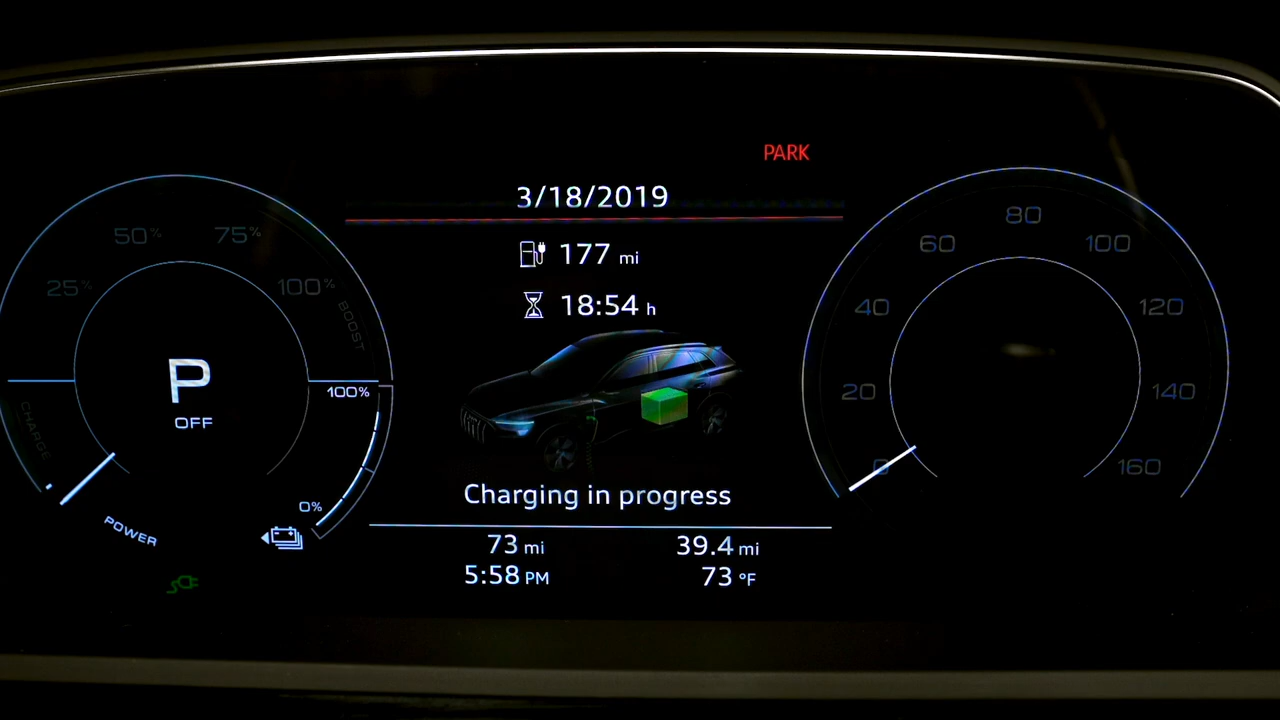 PARK
3/18/2019
177 mi
18:54 h
Charging in progress
73 mi 39.4 mi
5:58 PM 73 °F
25% 50% 75% 100%
BOOST
CHARGE
P
OFF
100%
0%
POWER
0 20 40 60 80 100 120 140 160